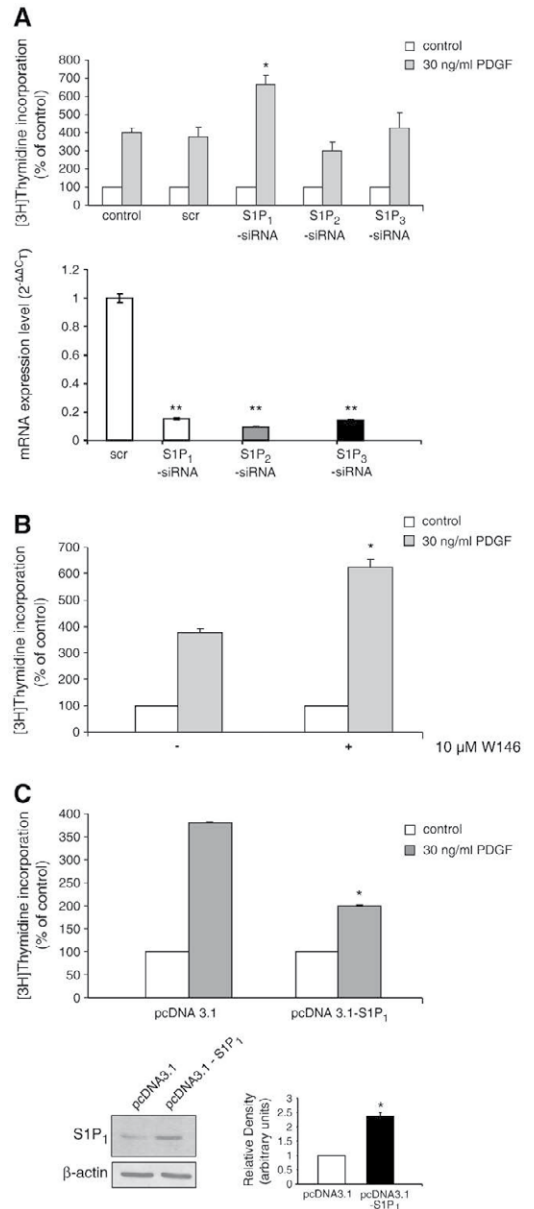 A
[3H]Thymidine incorporation
(% of control)
800
700
600
500
400
300
200
100
0
*
control
30 ng/ml PDGF
control
scr
S1P1
-siRNA
S1P2
-siRNA
S1P3
-siRNA
mRNA expression level (2-ΔΔCT)
1.2
1
0.8
0.6
0.4
0.2
0
**
**
**
scr
S1P1
-siRNA
S1P2
-siRNA
S1P3
-siRNA
B
[3H]Thymidine incorporation
(% of control)
700
600
500
400
300
200
100
0
*
control
30 ng/ml PDGF
-
+
10 µM W146
C
[3H]Thymidine incorporation
(% of control)
400
350
300
250
200
150
100
50
0
*
control
30 ng/ml PDGF
pcDNA 3.1
pcDNA 3.1-S1P1
pcDNA3.1
pcDNA3.1 - S1P1
S1P1
β-actin
Relative Density
(arbitrary units)
3
2.5
2
1.5
1
0.5
0
*
pcDNA3.1
pcDNA3.1
-S1P1